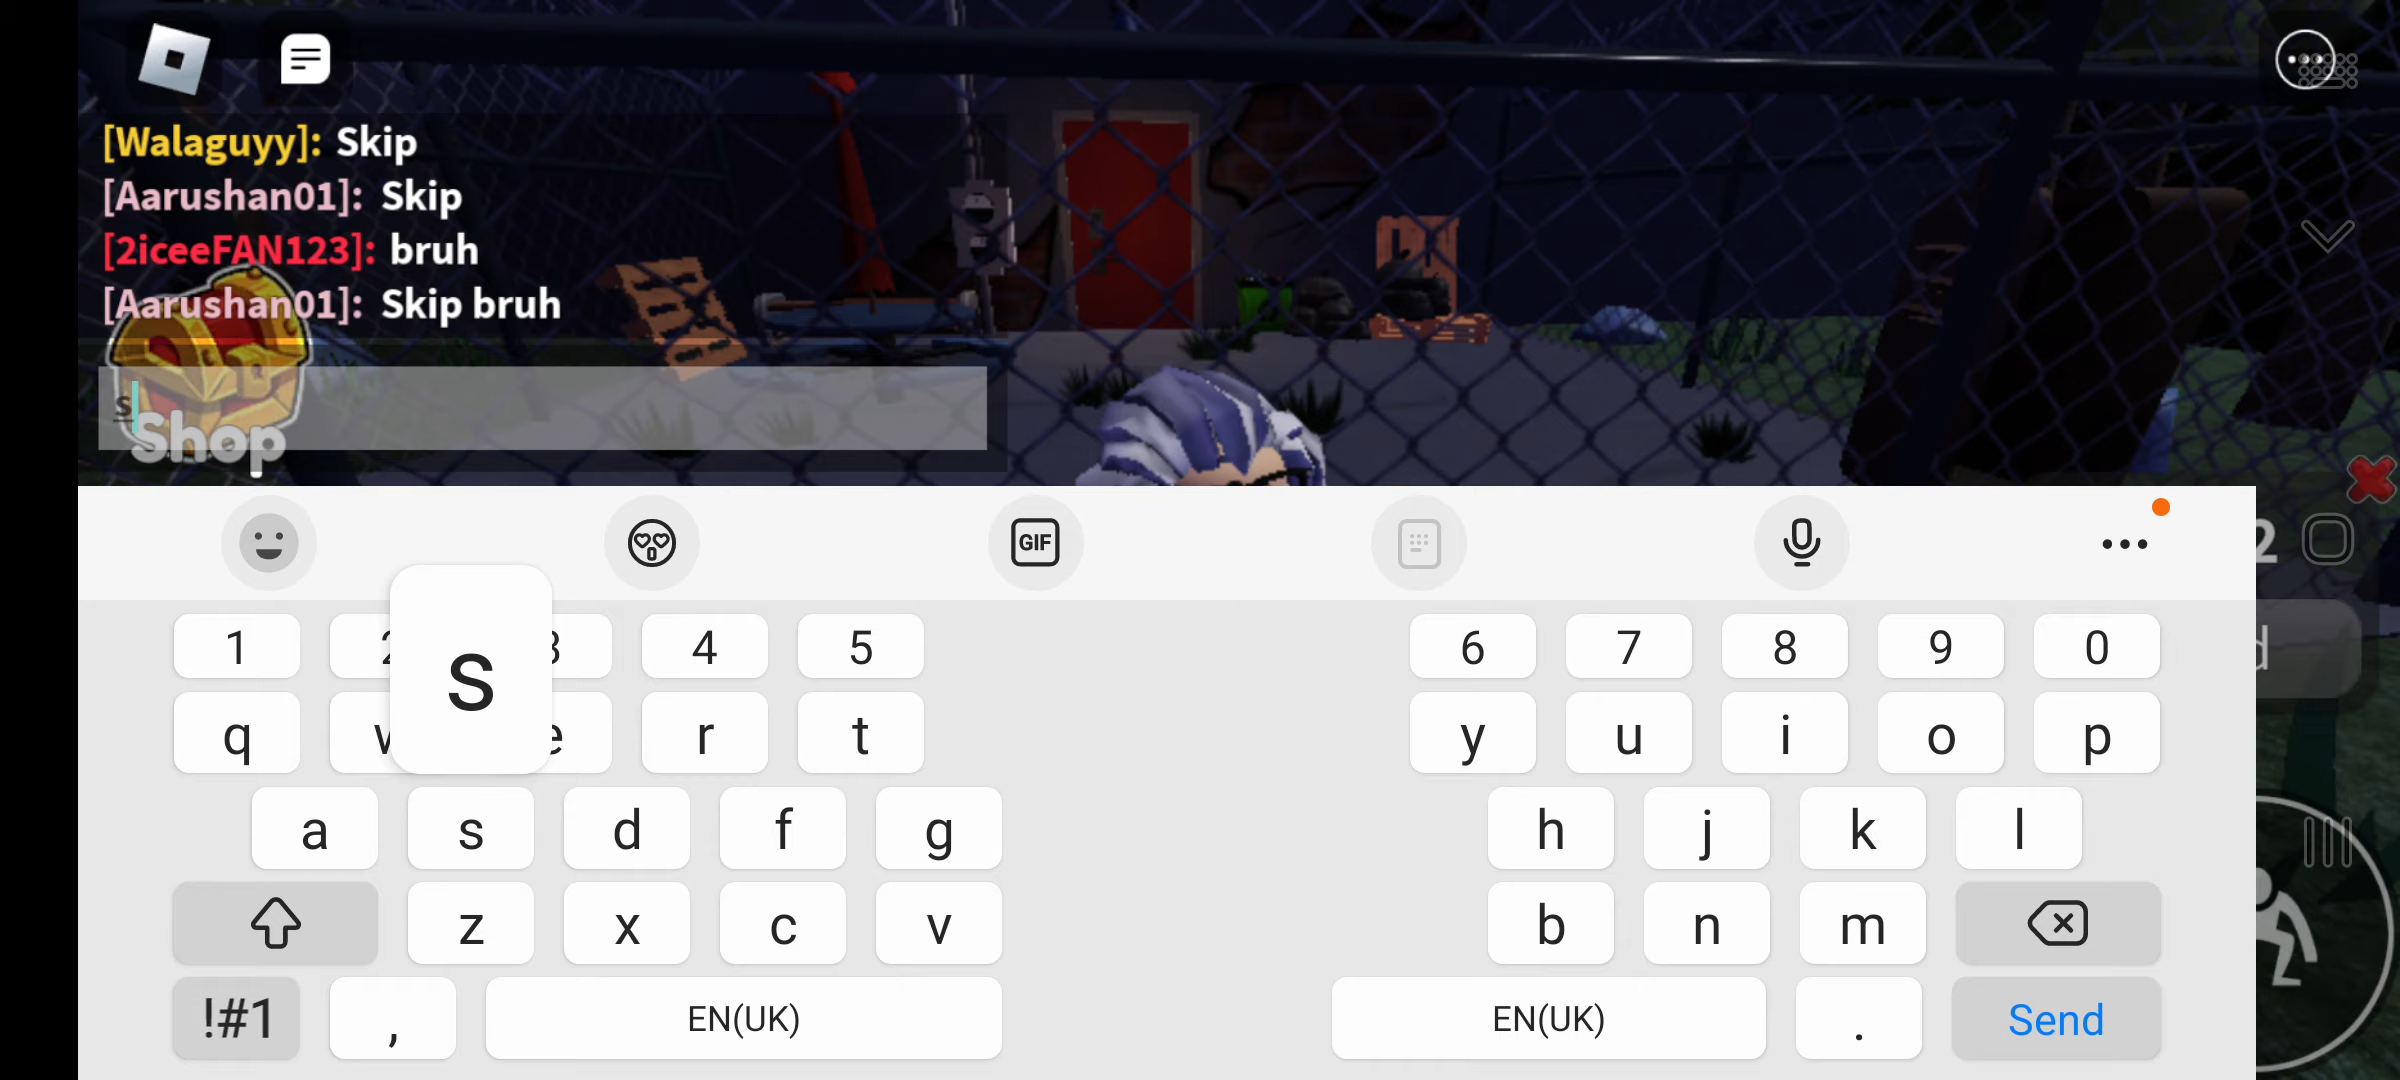 [Walaguyy]: Skip
[Aarushan01]: Skip
[2iceeFAN123]: bruh
[Aarushan01]: Skip bruh
s
Shop
GIF
2
s
1 2 3 4 5 6 7 8 9 0
d
q w e r t y u i o p
a s d f g h j k l
z x c v b n m
!#1 , EN(UK) EN(UK) . Send